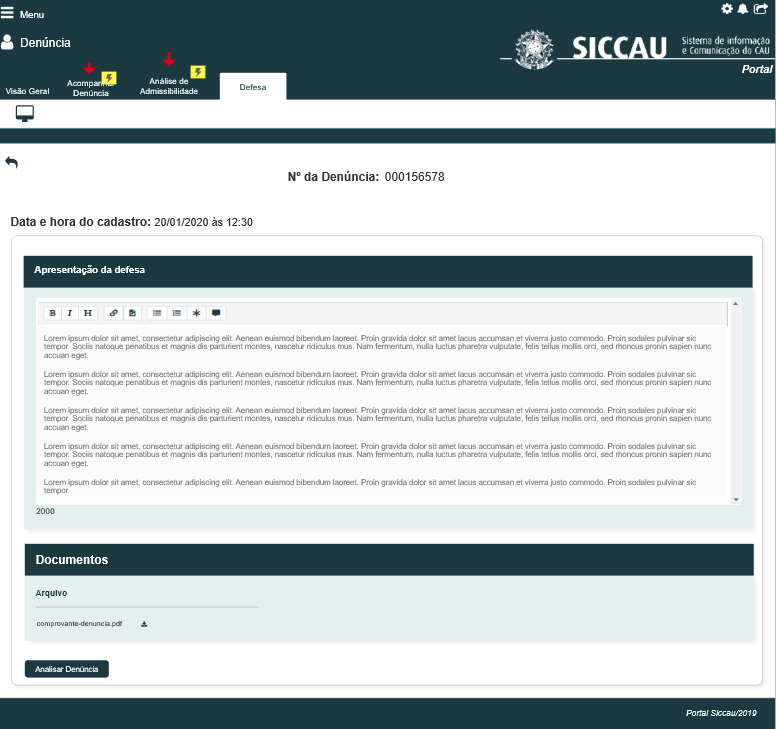 Menu
Denúncia
SICCAU
Sistema de informação
e Comunicação do CAU
Portal
Visão Geral
Acompanhar
Denúncia
Análise de
Admissibilidade
Defesa
Nº da Denúncia: 000156578
Data e hora do cadastro: 20/01/2020 às 12:30
Apresentação da defesa
B I H
Lorem ipsum dolor sit amet, consectetur adipiscing elit. Aenean euismod bibendum laoreet. Proin gravida dolor sit amet lacus accumsan et viverra justo commodo. Proin sodales pulvinar sic
tempor. Sociis natoque penatibus et magnis dis parturient montes, nascetur ridiculus mus. Nam fermentum, nulla luctus pharetra vulputate, felis tellus mollis orci, sed rhoncus pronin sapien nunc
accuan eget.
Lorem ipsum dolor sit amet, consectetur adipiscing elit. Aenean euismod bibendum laoreet. Proin gravida dolor sit amet lacus accumsan et viverra justo commodo. Proin sodales pulvinar sic
tempor. Sociis natoque penatibus et magnis dis parturient montes, nascetur ridiculus mus. Nam fermentum, nulla luctus pharetra vulputate, felis tellus mollis orci, sed rhoncus pronin sapien nunc
accuan eget.
Lorem ipsum dolor sit amet, consectetur adipiscing elit. Aenean euismod bibendum laoreet. Proin gravida dolor sit amet lacus accumsan et viverra justo commodo. Proin sodales pulvinar sic
tempor. Sociis natoque penatibus et magnis dis parturient montes, nascetur ridiculus mus. Nam fermentum, nulla luctus pharetra vulputate, felis tellus mollis orci, sed rhoncus pronin sapien nunc
accuan eget.
Lorem ipsum dolor sit amet, consectetur adipiscing elit. Aenean euismod bibendum laoreet. Proin gravida dolor sit amet lacus accumsan et viverra justo commodo. Proin sodales pulvinar sic
tempor. Sociis natoque penatibus et magnis dis parturient montes, nascetur ridiculus mus. Nam fermentum, nulla luctus pharetra vulputate, felis tellus mollis orci, sed rhoncus pronin sapien nunc
accuan eget.
Lorem ipsum dolor sit amet, consectetur adipiscing elit. Aenean euismod bibendum laoreet. Proin gravida dolor sit amet lacus accumsan et viverra justo commodo. Proin sodales pulvinar sic
tempor.
2000
Documentos
Arquivo
comprovante-denuncia.pdf
Analisar Denúncia
Portal Siccau/2019